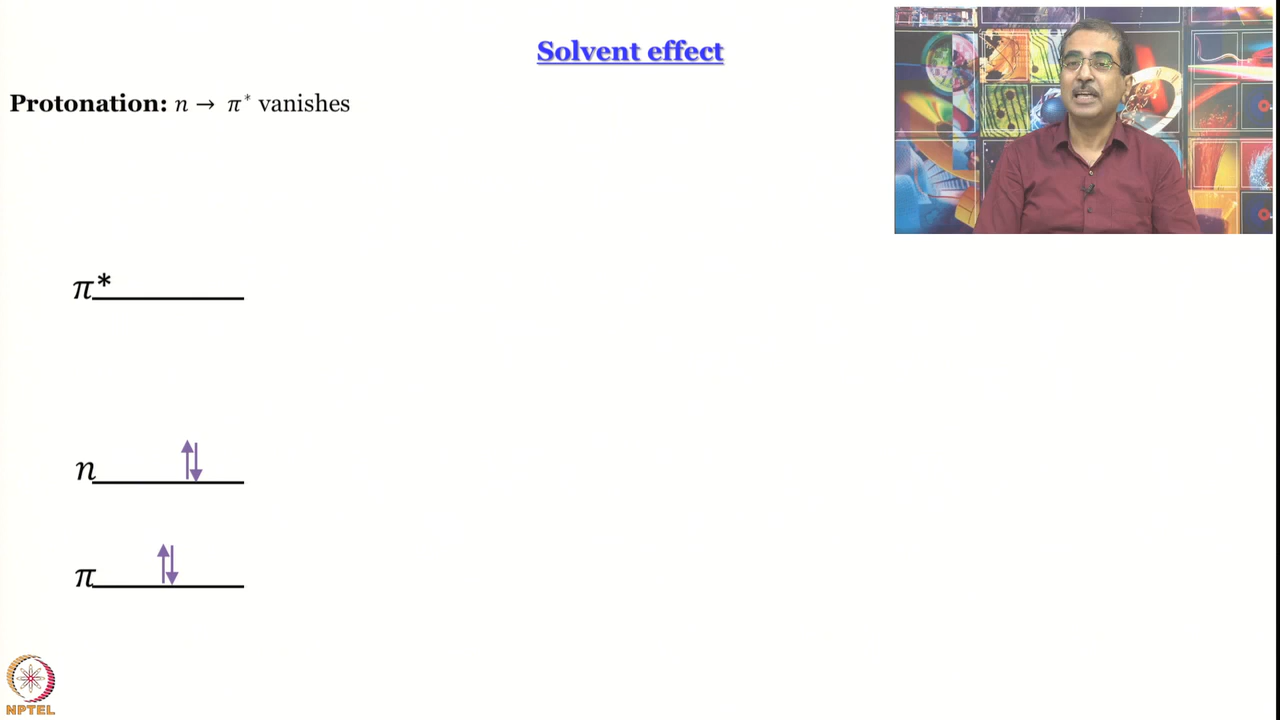 Solvent effect
Protonation: n → π* vanishes
π*
n
π
NPTEL